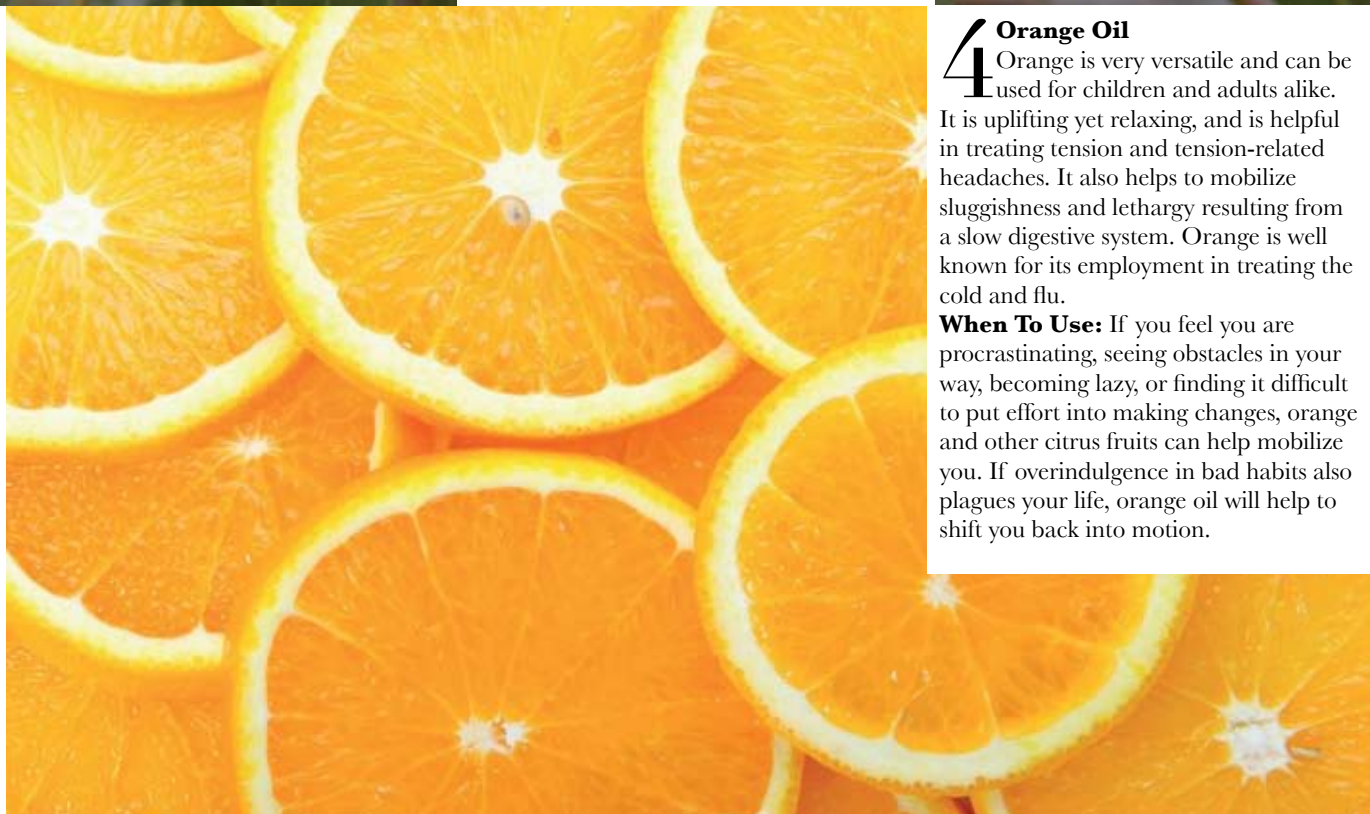 4 Orange Oil
Orange is very versatile and can be
used for children and adults alike.
It is uplifting yet relaxing, and is helpful
in treating tension and tension-related
headaches. It also helps to mobilize
sluggishness and lethargy resulting from
a slow digestive system. Orange is well
known for its employment in treating the
cold and flu.
When To Use: If you feel you are
procrastinating, seeing obstacles in your
way, becoming lazy, or finding it difficult
to put effort into making changes, orange
and other citrus fruits can help mobilize
you. If overindulgence in bad habits also
plagues your life, orange oil will help to
shift you back into motion.